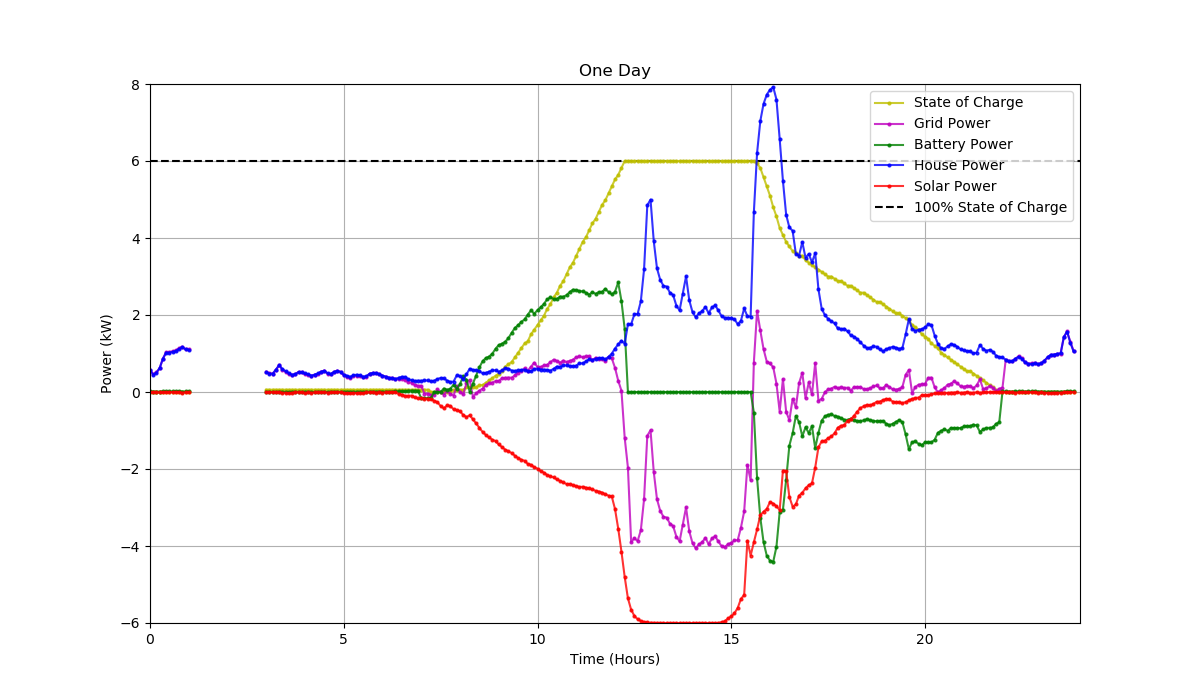 One Day
8
6
4
2
0
−2
−4
−6
Power (kW)
State of Charge
Grid Power
Battery Power
House Power
Solar Power
100% State of Charge
0 5 10 15 20
Time (Hours)